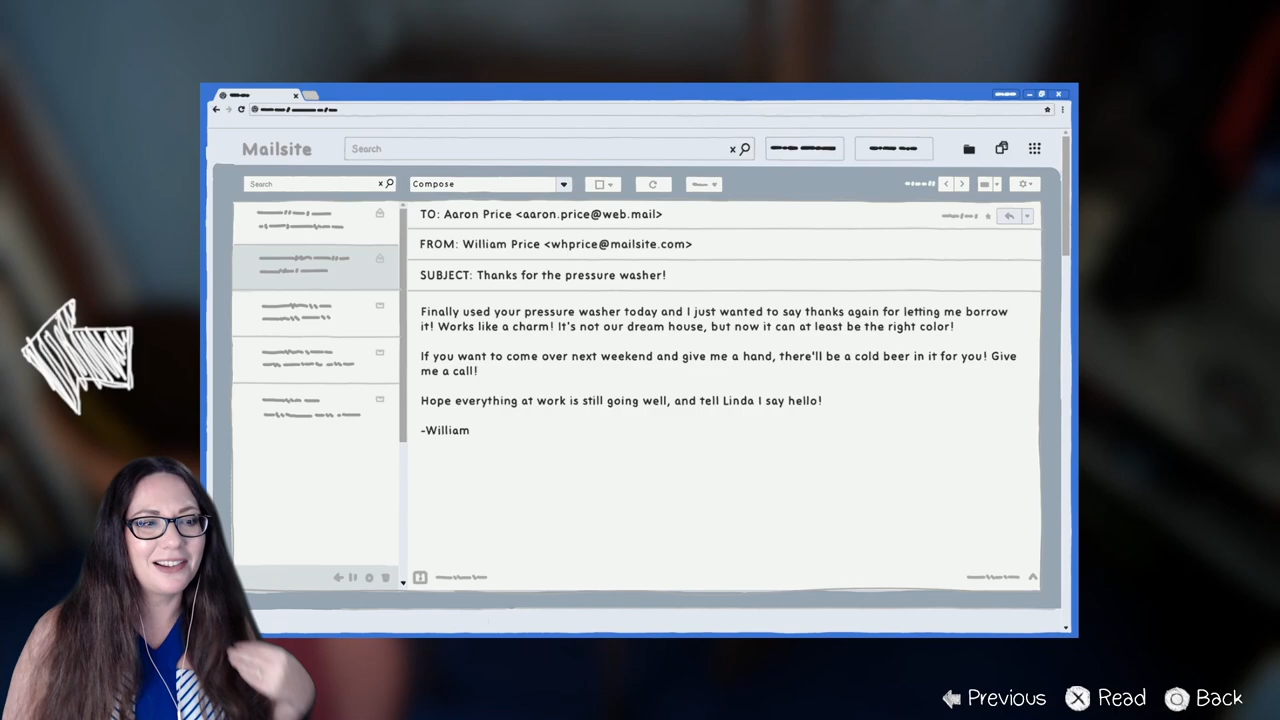 Mailsite
Search
x
Search
x
Compose
TO: Aaron Price <aaron.price@web.mail>
FROM: William Price <whprice@mailsite.com>
SUBJECT: Thanks for the pressure washer!
Finally used your pressure washer today and I just wanted to say thanks again for letting me borrow
it! Works like a charm! It's not our dream house, but now it can at least be the right color!
If you want to come over next weekend and give me a hand, there'll be a cold beer in it for you! Give
me a call!
Hope everything at work is still going well, and tell Linda I say hello!
-William
Previous
Read
Back